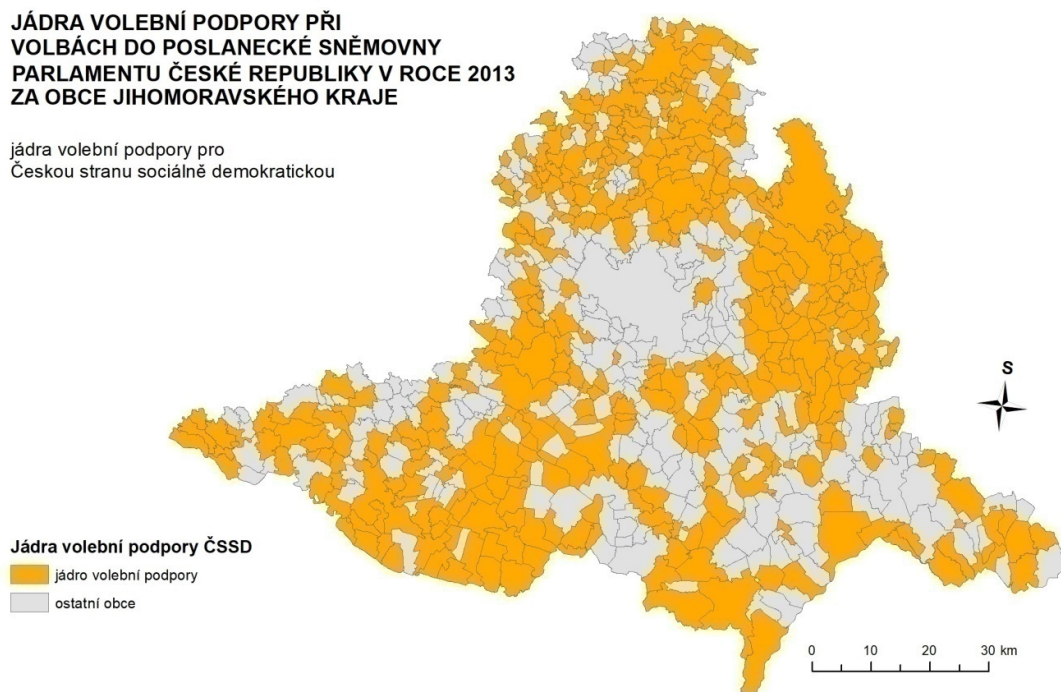 JÁDRA VOLEBNÍ PODPORY PŘI
VOLBÁCH DO POSLANECKÉ SNĚMOVNY
PARLAMENTU ČESKÉ REPUBLIKY V ROCE 2013
ZA OBCE JIHOMORAVSKÉHO KRAJE
jádra volební podpory pro
Českou stranu sociálně demokratickou
S
Jádra volební podpory ČSSD
jádro volební podpory
ostatní obce
0 10 20 30 km